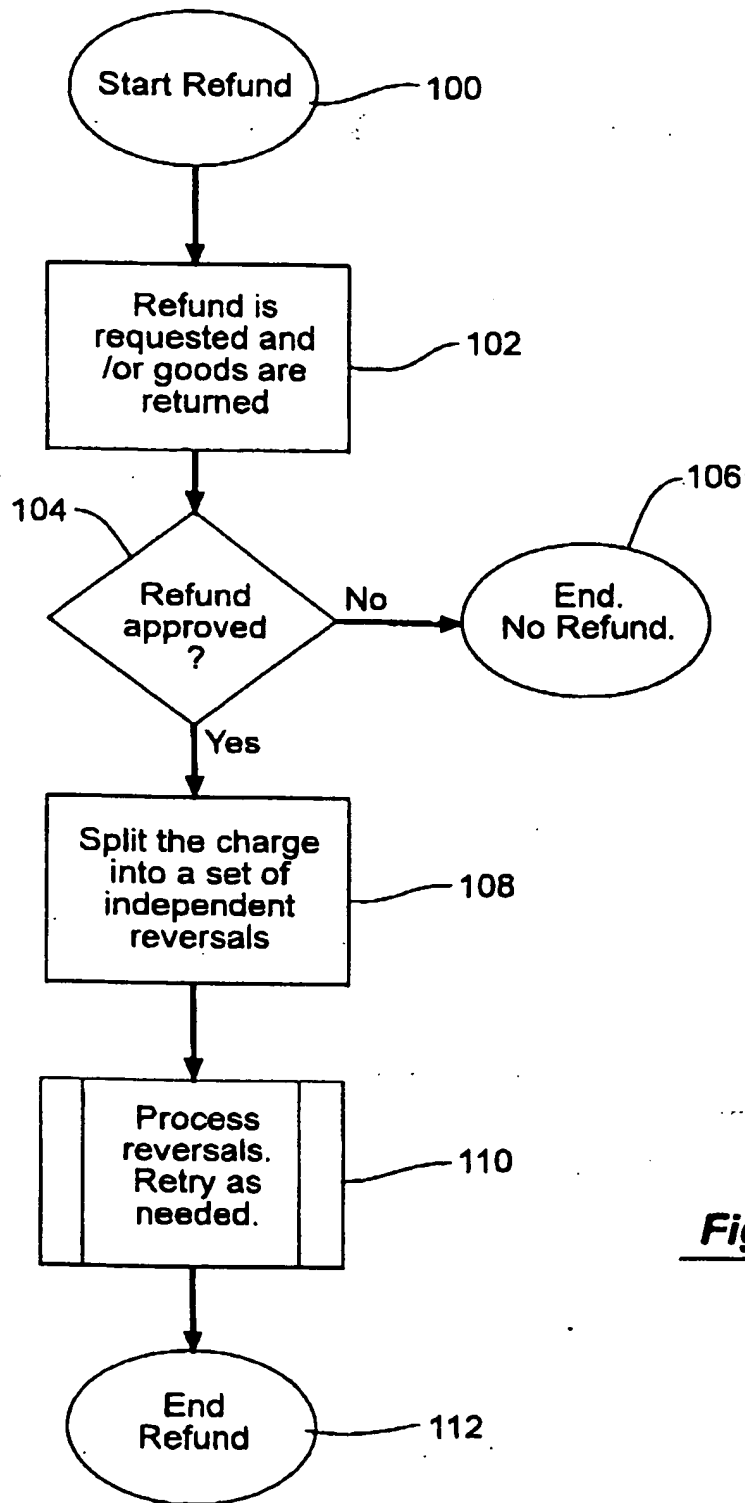 Start Refund
100
Refund is
requested and
/or goods are
returned
102
104
Refund
approved
?
No
106
End.
No Refund.
Yes
Split the charge
into a set of
independent
reversals
108
Process
reversals.
Retry as
needed.
110
End
Refund
112